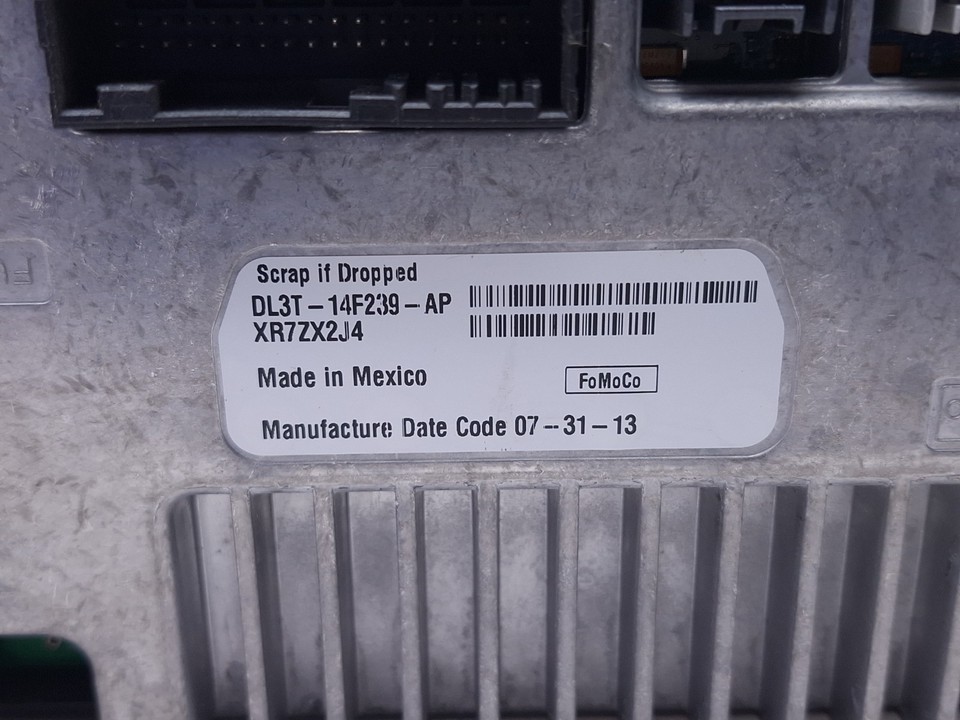 Scrap if Dropped
DL3T-14F239-AP
XR7ZX2J4
Made in Mexico
FoMoCo
Manufacture Date Code 07-31-13